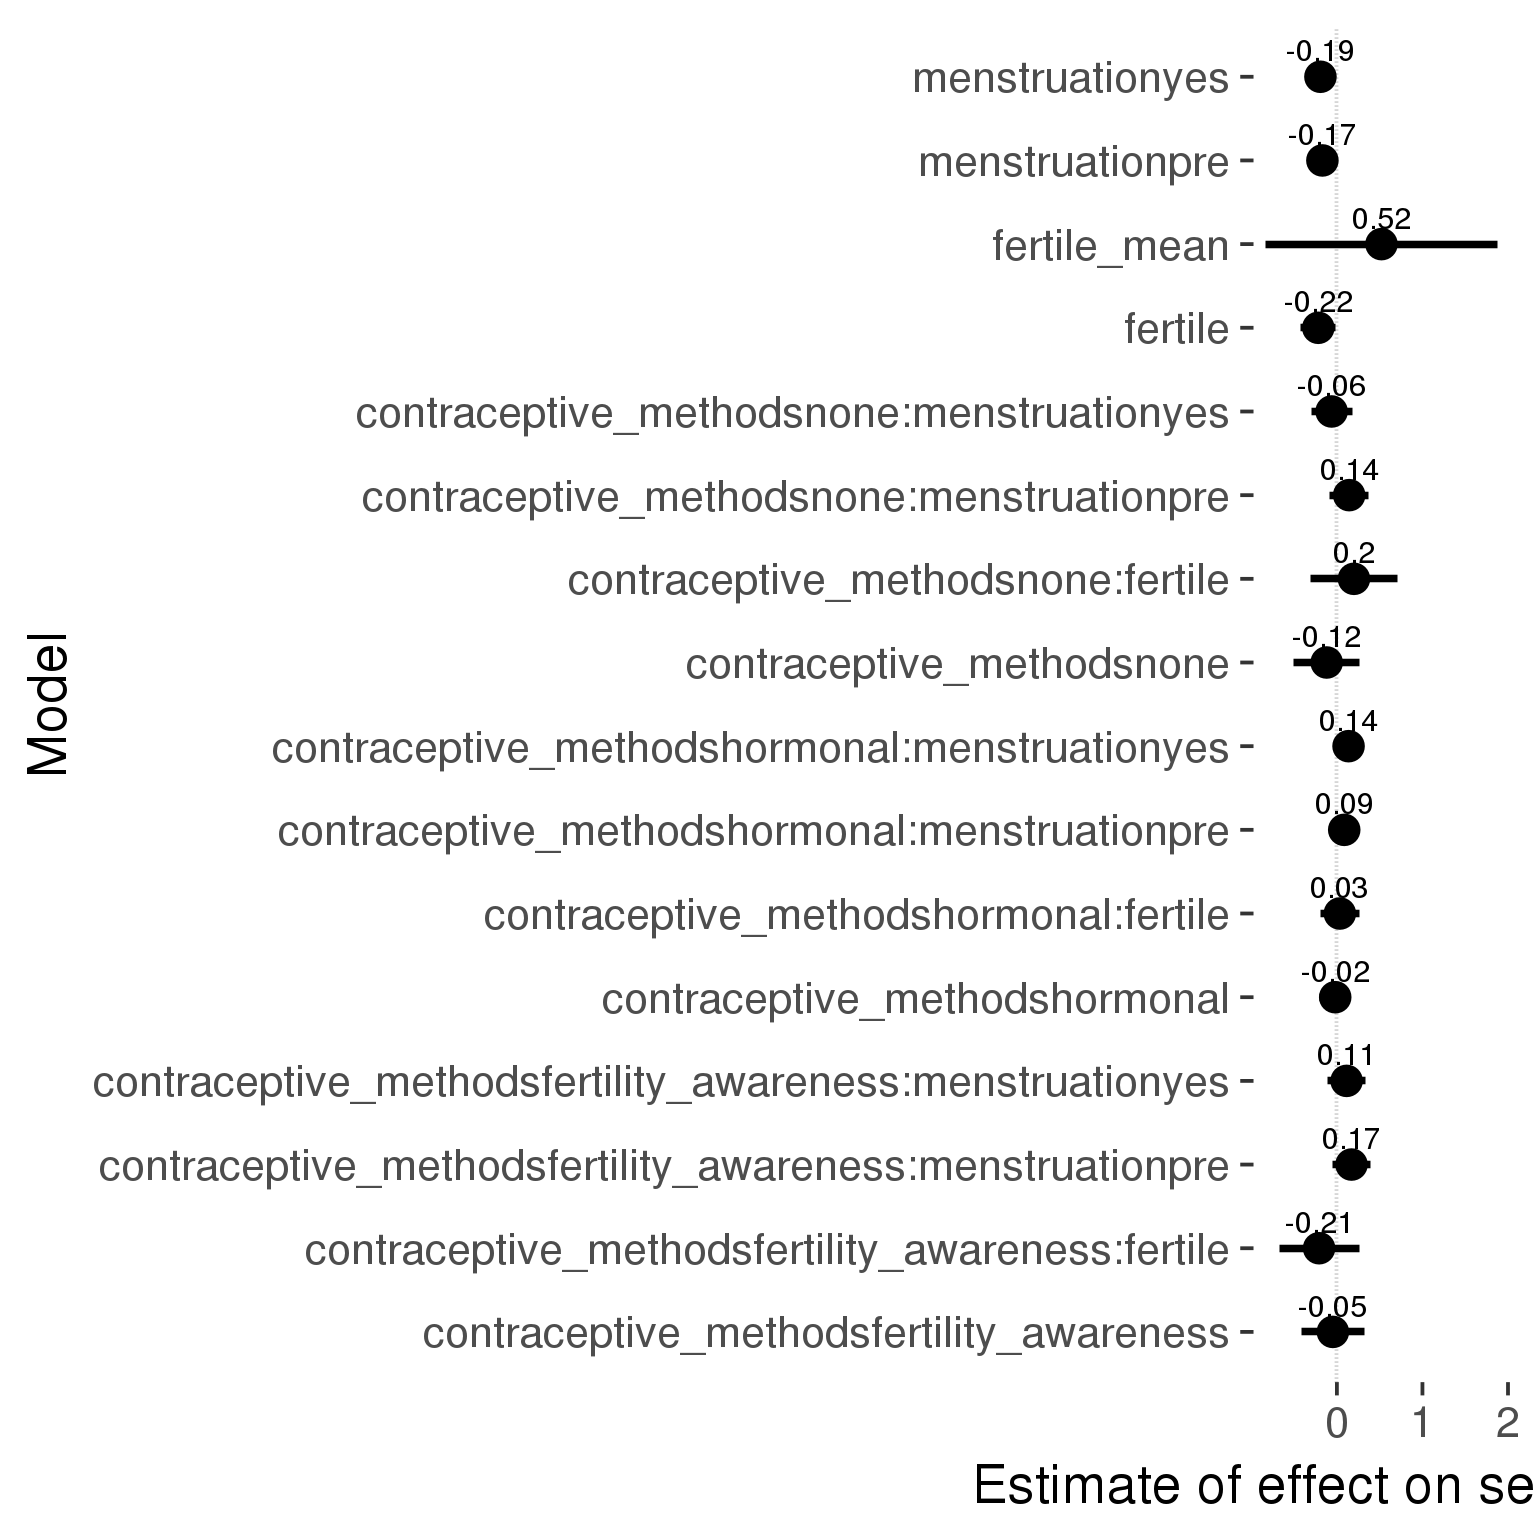 menstruationyes
-0.19
menstruationpre
-0.17
fertile_mean
0.52
fertile
-0.22
contraceptive_methodsnone:menstruationyes
-0.06
contraceptive_methodsnone:menstruationpre
0.14
contraceptive_methodsnone:fertile
0.2
contraceptive_methodsnone
-0.12
contraceptive_methodshormonal:menstruationyes
0.14
contraceptive_methodshormonal:menstruationpre
0.09
contraceptive_methodshormonal:fertile
0.03
contraceptive_methodshormonal
-0.02
contraceptive_methodsfertility_awareness:menstruationyes
0.11
contraceptive_methodsfertility_awareness:menstruationpre
0.17
contraceptive_methodsfertility_awareness:fertile
-0.21
contraceptive_methodsfertility_awareness
-0.05
Model
0 1 2
Estimate of effect on se